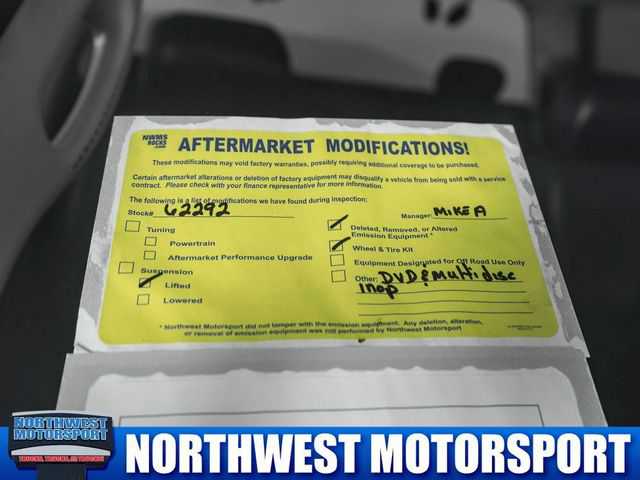 NWMS
ROCKS
.com
AFTERMARKET MODIFICATIONS!
These modifications may void factory warranties, possibly requiring additional coverage to be purchased.
Certain aftermarket alterations or deletion of factory equipment may disqualify a vehicle from being sold with a service
contract. Please check with your finance representative for more information.
The following is a list of modifications we have found during inspection:
Stock# 62292
Manager: MIKE A
Tuning
Powertrain
Aftermarket Performance Upgrade
Suspension
Lifted
Lowered
Deleted, Removed, or Altered
Emission Equipment *
Wheel & Tire Kit
Equipment Designated for Off Road Use Only
Other: DVD & multi disc
inop
* Northwest Motorsport did not tamper with the emission equipment. Any deletion, alteration,
or removal of emission equipment was not performed by Northwest Motorsport
NORTHWEST
MOTORSPORT
TRUCKS, TRUCKS, AND TRUCKS!
NORTHWEST MOTORSPORT